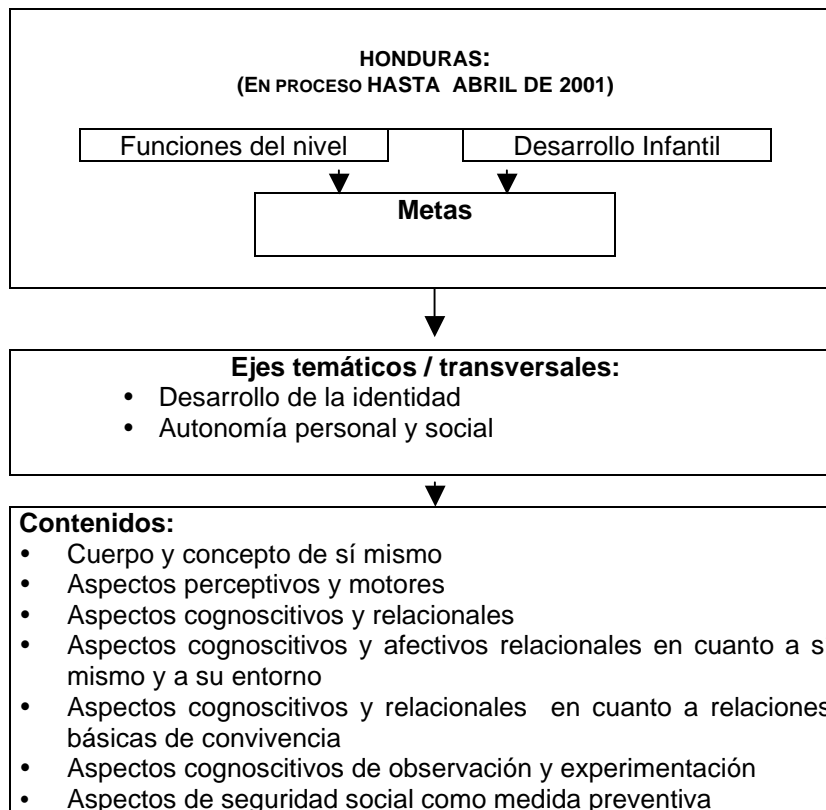 HONDURAS:
(EN PROCESO HASTA ABRIL DE 2001)
Funciones del nivel
Desarrollo Infantil
Metas
Ejes temáticos / transversales:
• Desarrollo de la identidad
• Autonomía personal y social
Contenidos:
• Cuerpo y concepto de sí mismo
• Aspectos perceptivos y motores
• Aspectos cognoscitivos y relacionales
• Aspectos cognoscitivos y afectivos relacionales en cuanto a s
mismo y a su entorno
• Aspectos cognoscitivos y relacionales en cuanto a relaciones
básicas de convivencia
• Aspectos cognoscitivos de observación y experimentación
• Aspectos de seguridad social como medida preventiva